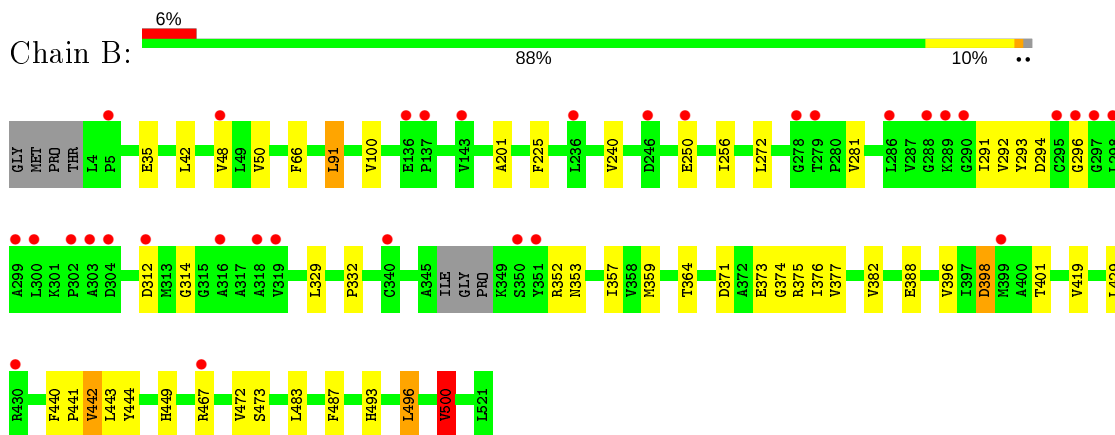 6%
Chain B:
88%
10%
••
GLY MET PRO THR L4 P5 E35 L42 V48 L49 V50 F66 L91 V100 E136 P137 V143 A201 F225 L236 V240 D246 E250 I256 L272 G278 T279 P280 V281 L286 V287 G288 K289 G290 I291 V292 Y293 D294 C295 G296 G297 L298
A299 L300 K301 P302 A303 D304 D312 M313 G314 G315 A316 A317 A318 V319 L329 P332 C340 A345 ILE GLY PRO K349 S350 Y351 R352 N353 I357 V358 M359 T364 D371 A372 E373 G374 R375 I376 V377 V382 E388 V396 I397 D398 M399 A400 T401 V419 L429
R430 F440 P441 V442 L443 Y444 H449 R467 V472 S473 L483 F487 H493 L496 V500 L521